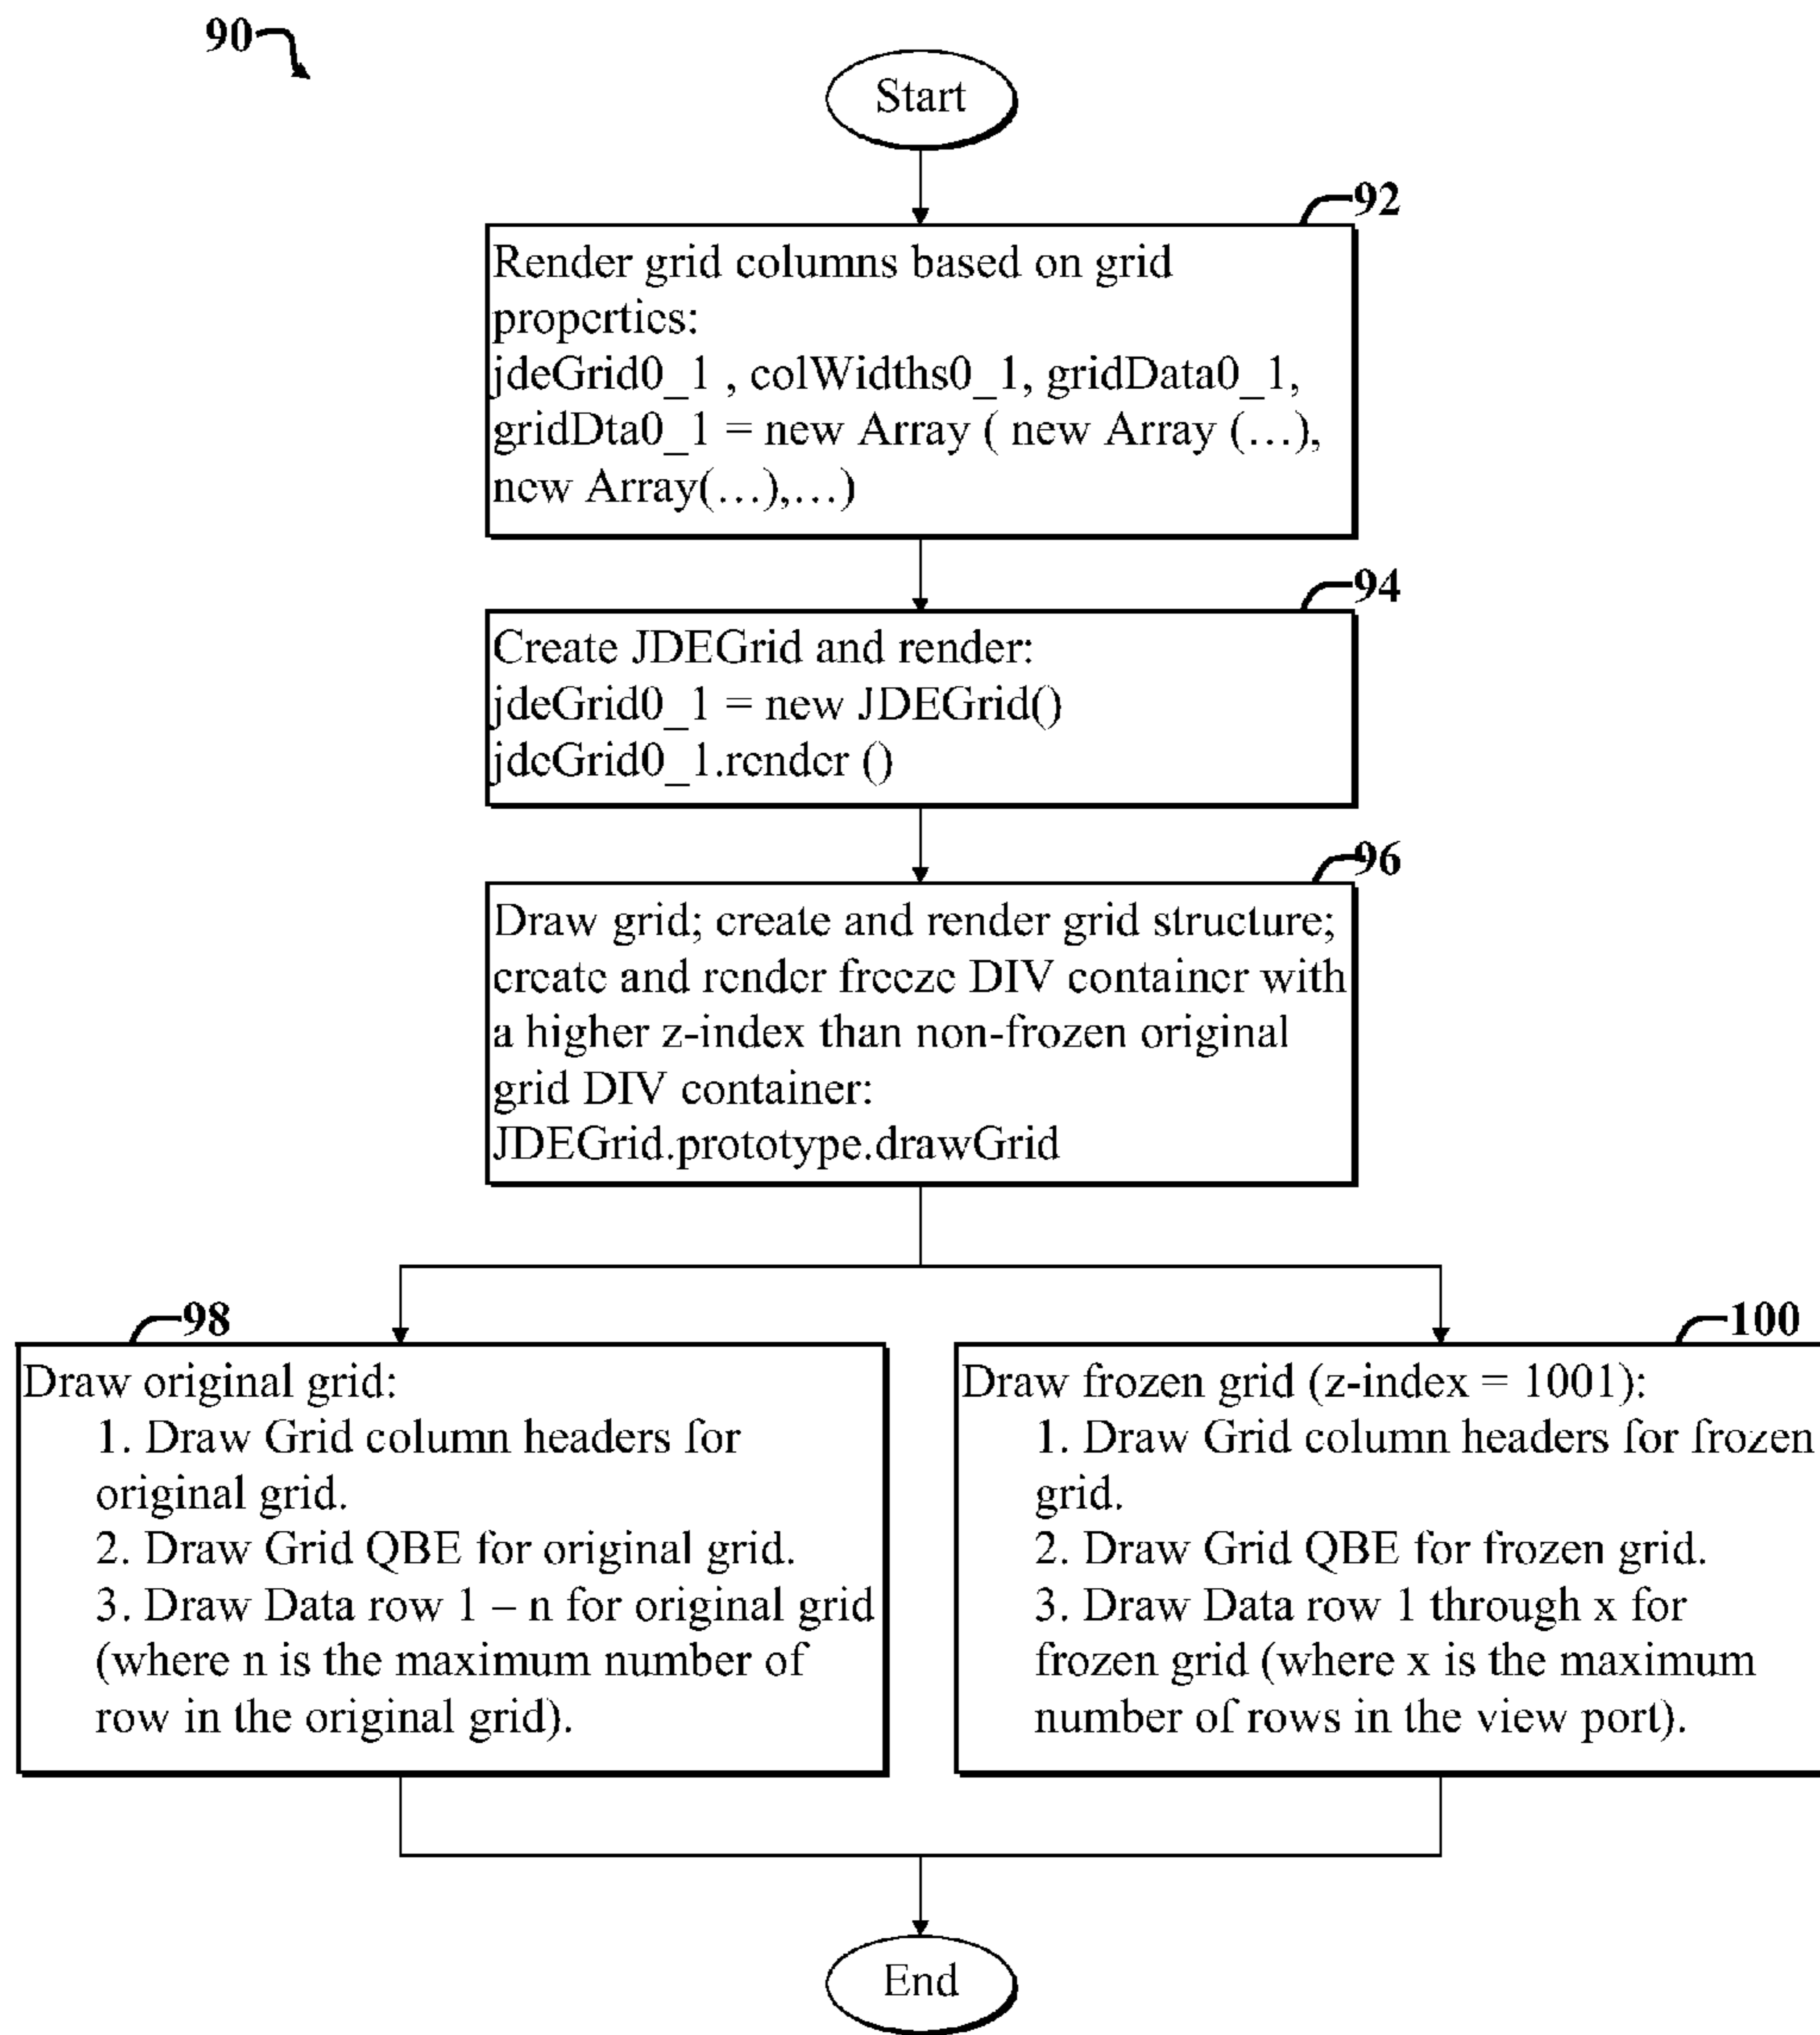 90
Start
92
Render grid columns based on grid
properties:
jdeGrid0_1 , colWidths0_1, gridData0_1,
gridDta0_1 = new Array ( new Array (…),
new Array(…),…)
94
Create JDEGrid and render:
jdeGrid0_1 = new JDEGrid()
jdeGrid0_1.render ()
96
Draw grid; create and render grid structure;
create and render freeze DIV container with
a higher z-index than non-frozen original
grid DIV container:
JDEGrid.prototype.drawGrid
98
Draw original grid:
1. Draw Grid column headers for
original grid.
2. Draw Grid QBE for original grid.
3. Draw Data row 1 – n for original grid
(where n is the maximum number of
row in the original grid).
100
Draw frozen grid (z-index = 1001):
1. Draw Grid column headers for frozen
grid.
2. Draw Grid QBE for frozen grid.
3. Draw Data row 1 through x for
frozen grid (where x is the maximum
number of rows in the view port).
End